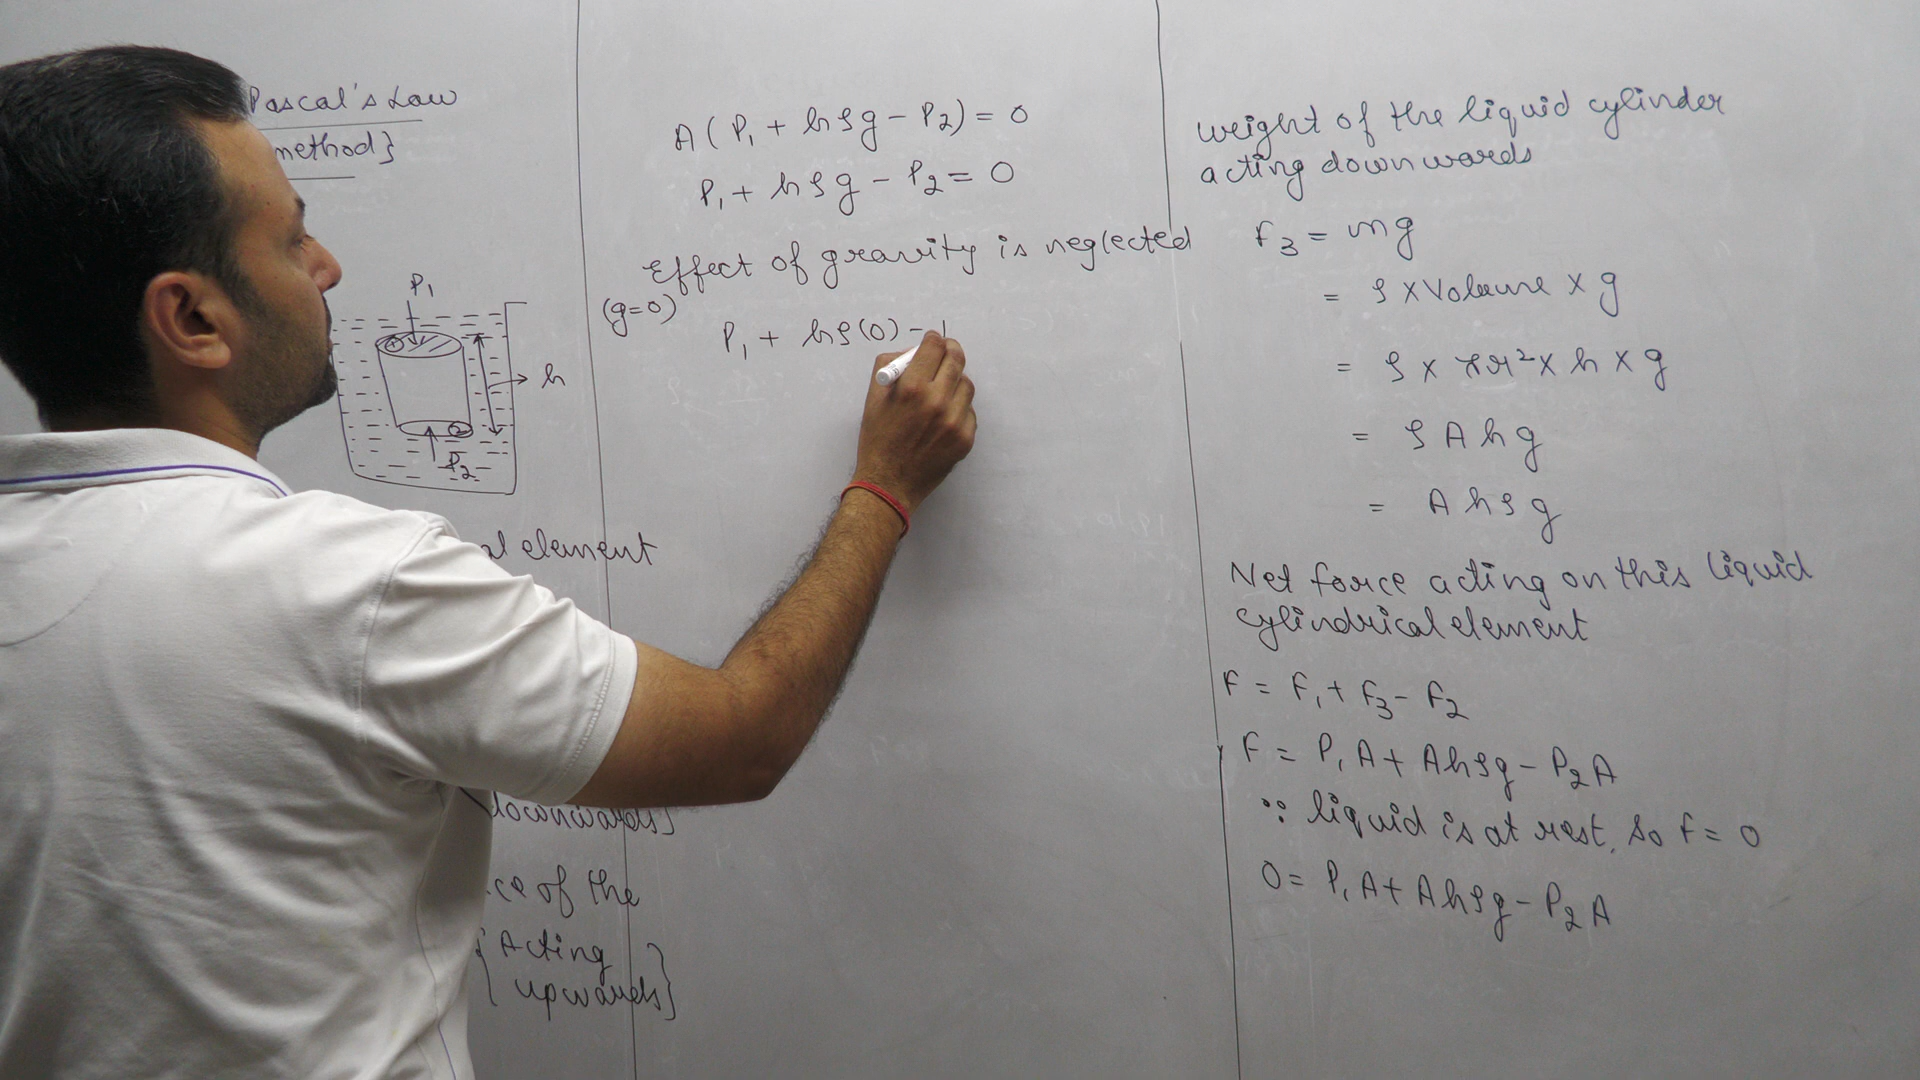 Pascal's Law
method}
P1
A
h
2
P2
al element
downwards}
ce of the
{Acting
upwards}
A(P1 + hρg - P2) = 0
P1 + hρg - P2 = 0
Effect of gravity is neglected
(g=0)
P1 + hρ(0) -
weight of the liquid cylinder
acting downwards
F3 = mg
= ρ x Volume x g
= ρ x πr² x h x g
= ρ A h g
= A h ρ g
Net force acting on this liquid
cylindrical element
F = F1 + F3 - F2
F = P1A + Ahρg - P2A
∵ liquid is at rest, so F = 0
0 = P1A + Ahρg - P2A